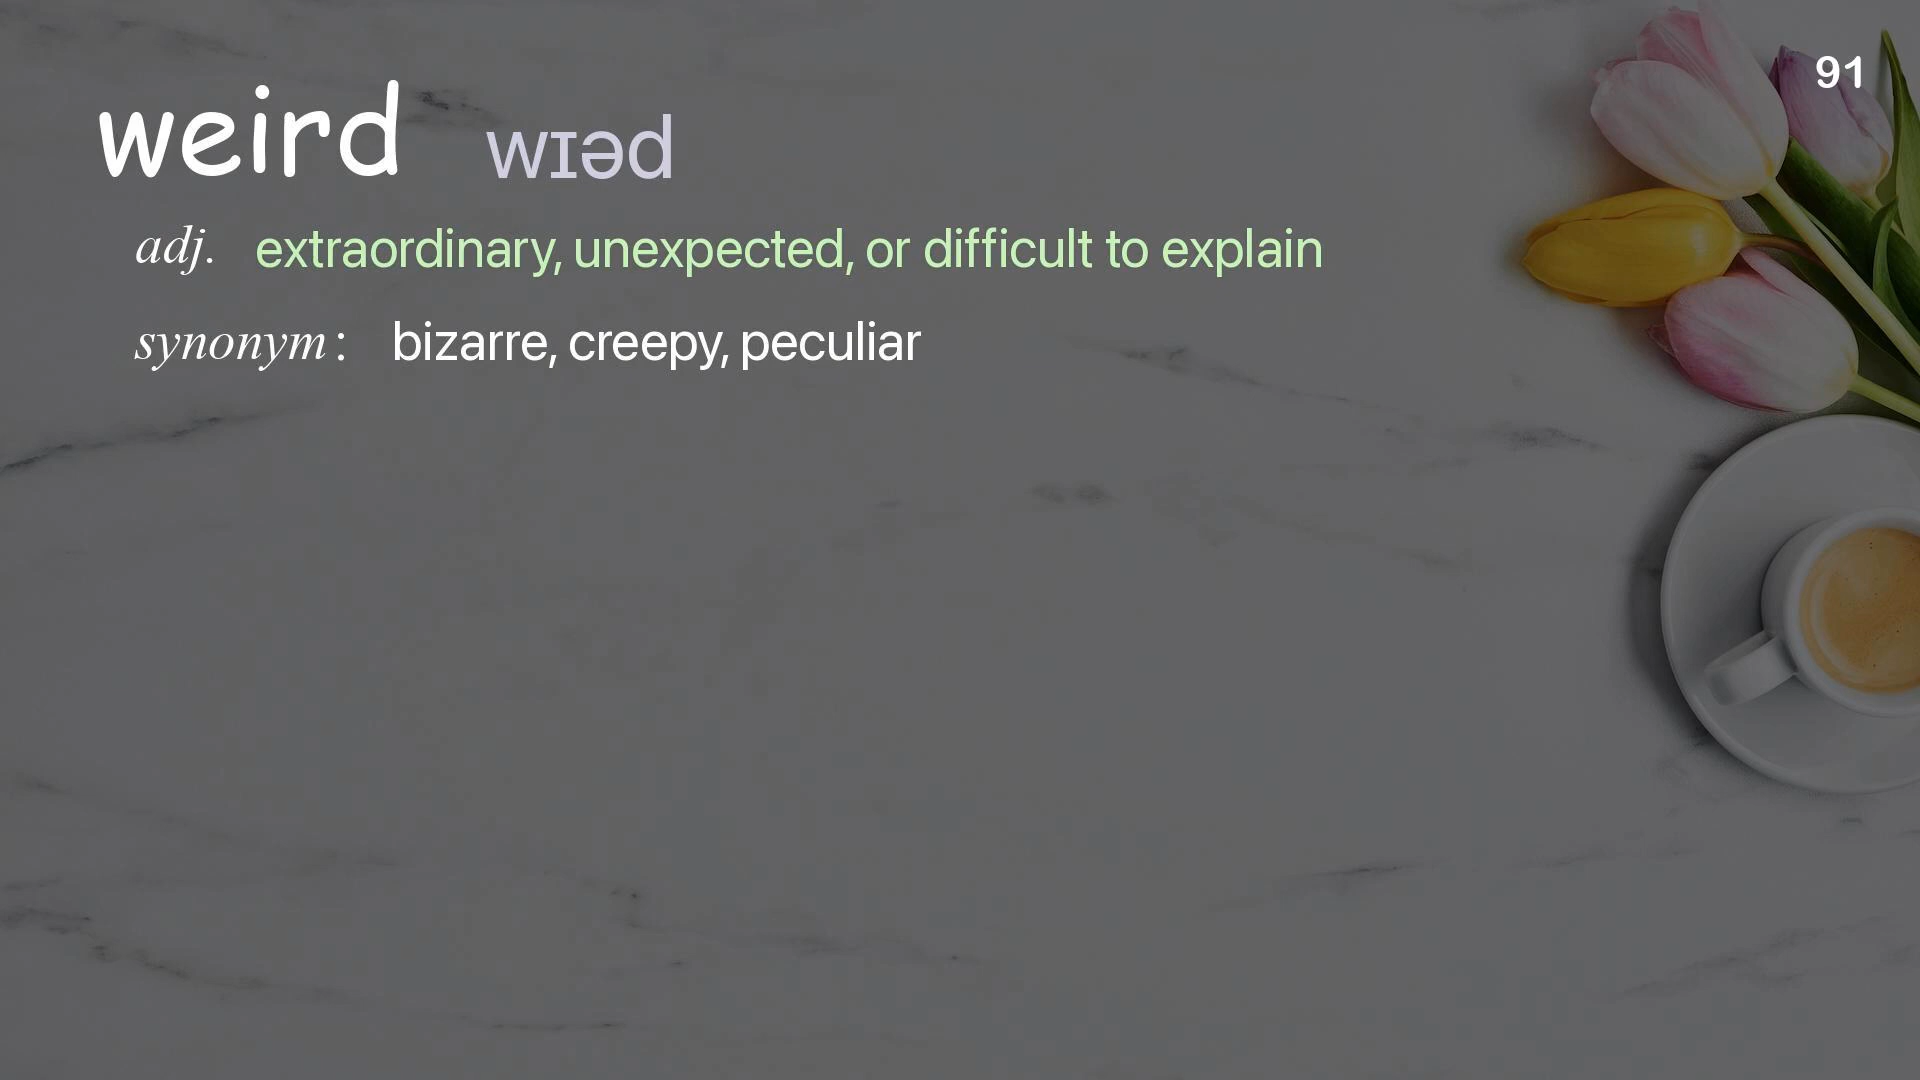 91
weird wɪəd
adj. extraordinary, unexpected, or difficult to explain
synonym: bizarre, creepy, peculiar